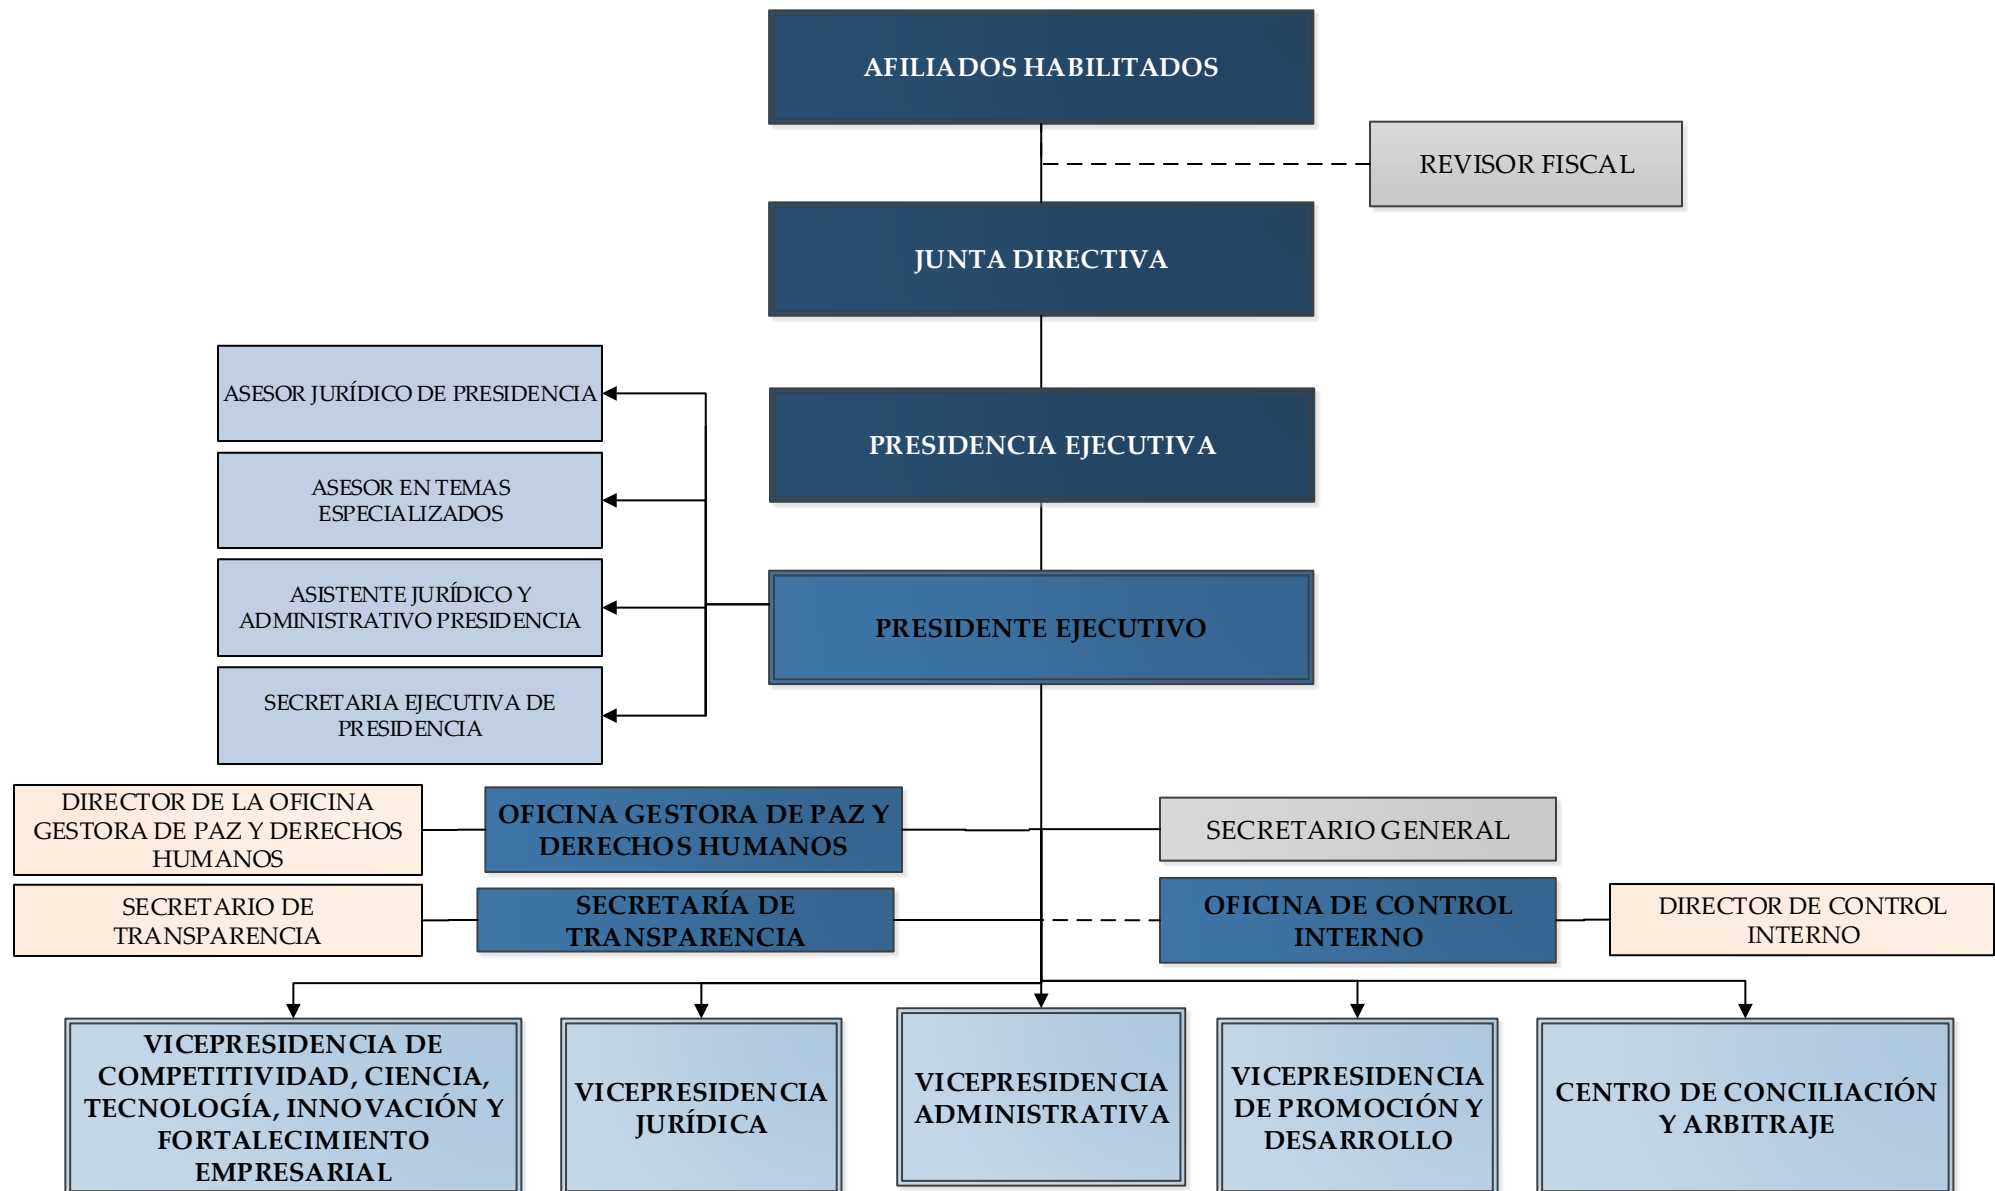 AFILIADOS HABILITADOS
REVISOR FISCAL
JUNTA DIRECTIVA
ASESOR JURÍDICO DE PRESIDENCIA
PRESIDENCIA EJECUTIVA
ASESOR EN TEMAS
ESPECIALIZADOS
ASISTENTE JURÍDICO Y
ADMINISTRATIVO PRESIDENCIA
PRESIDENTE EJECUTIVO
SECRETARIA EJECUTIVA DE
PRESIDENCIA
DIRECTOR DE LA OFICINA
GESTORA DE PAZ Y DERECHOS
HUMANOS
OFICINA GESTORA DE PAZ Y
DERECHOS HUMANOS
SECRETARIO GENERAL
SECRETARIO DE
TRANSPARENCIA
SECRETARÍA DE
TRANSPARENCIA
OFICINA DE CONTROL
INTERNO
DIRECTOR DE CONTROL
INTERNO
VICEPRESIDENCIA DE
COMPETITIVIDAD, CIENCIA,
TECNOLOGÍA, INNOVACIÓN Y
FORTALECIMIENTO
EMPRESARIAL
VICEPRESIDENCIA
JURÍDICA
VICEPRESIDENCIA
ADMINISTRATIVA
VICEPRESIDENCIA
DE PROMOCIÓN Y
DESARROLLO
CENTRO DE CONCILIACIÓN
Y ARBITRAJE